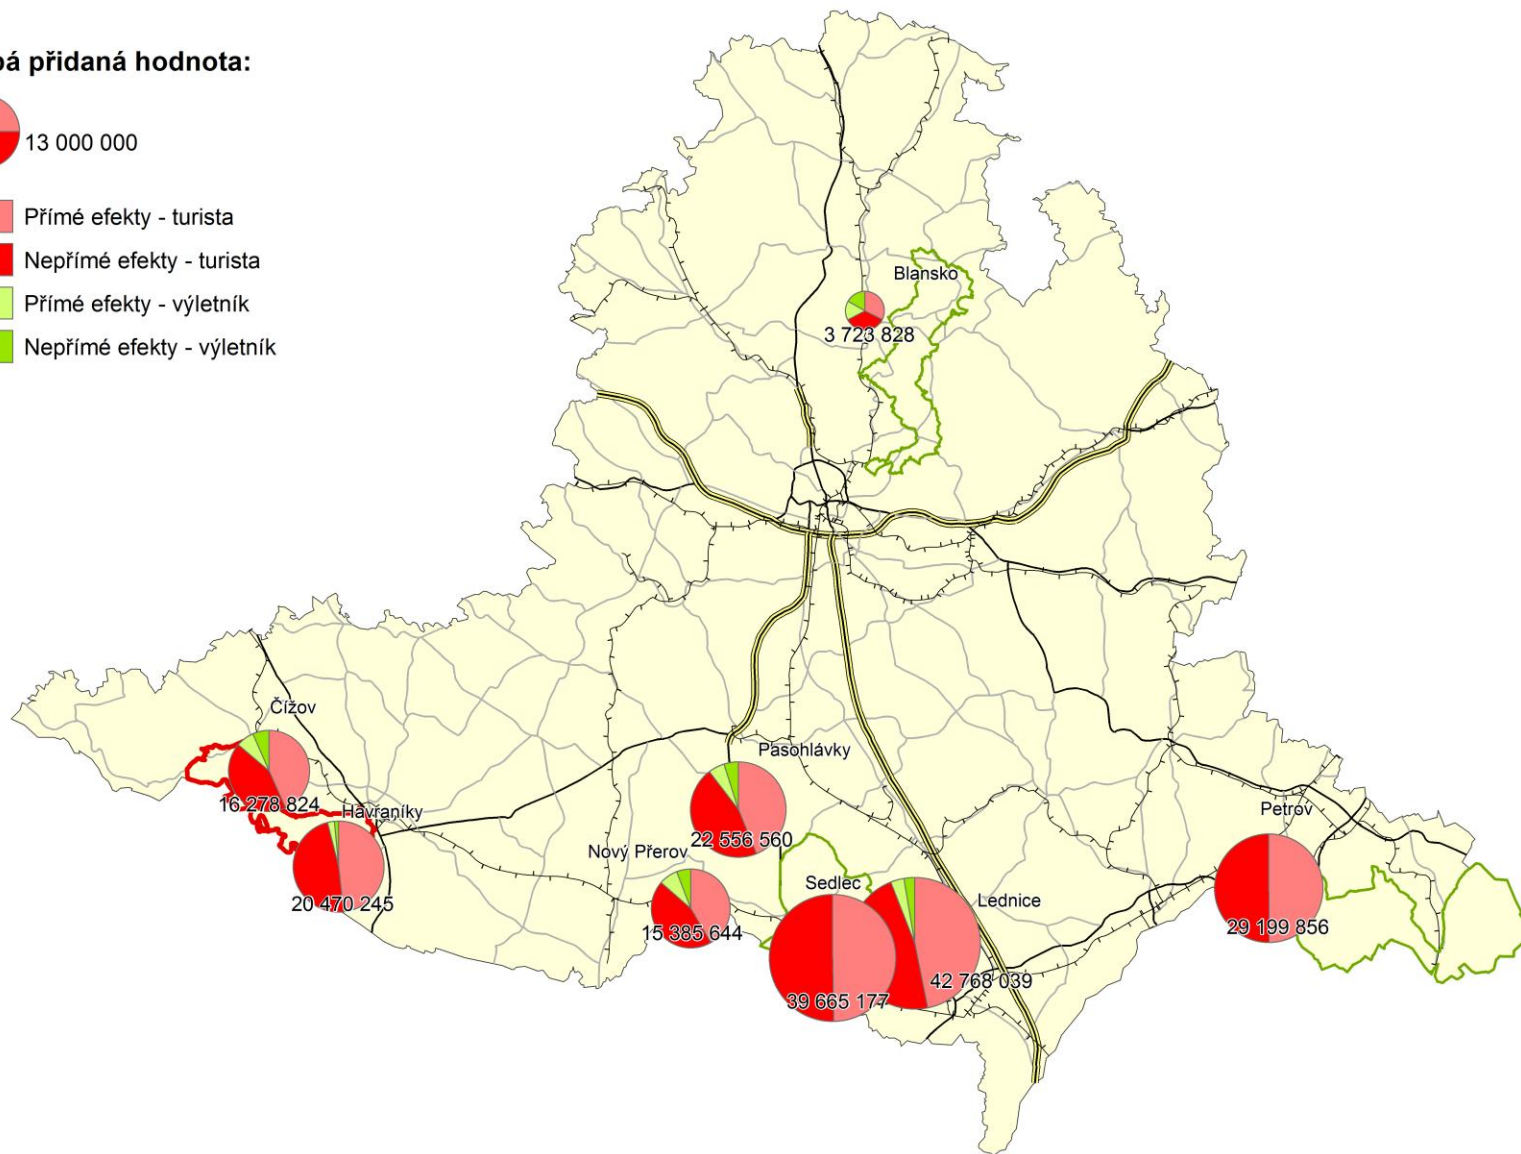 přidaná hodnota:
13 000 000
Přímé efekty - turista
Nepřímé efekty - turista
Přímé efekty - výletník
Nepřímé efekty - výletník
Blansko
3 723 828
Čížov
16 278 824
Havraníky
20 470 245
Pasohlávky
22 556 560
Nový Přerov
15 385 644
Sedlec
39 665 177
Lednice
42 768 039
Petrov
29 199 856